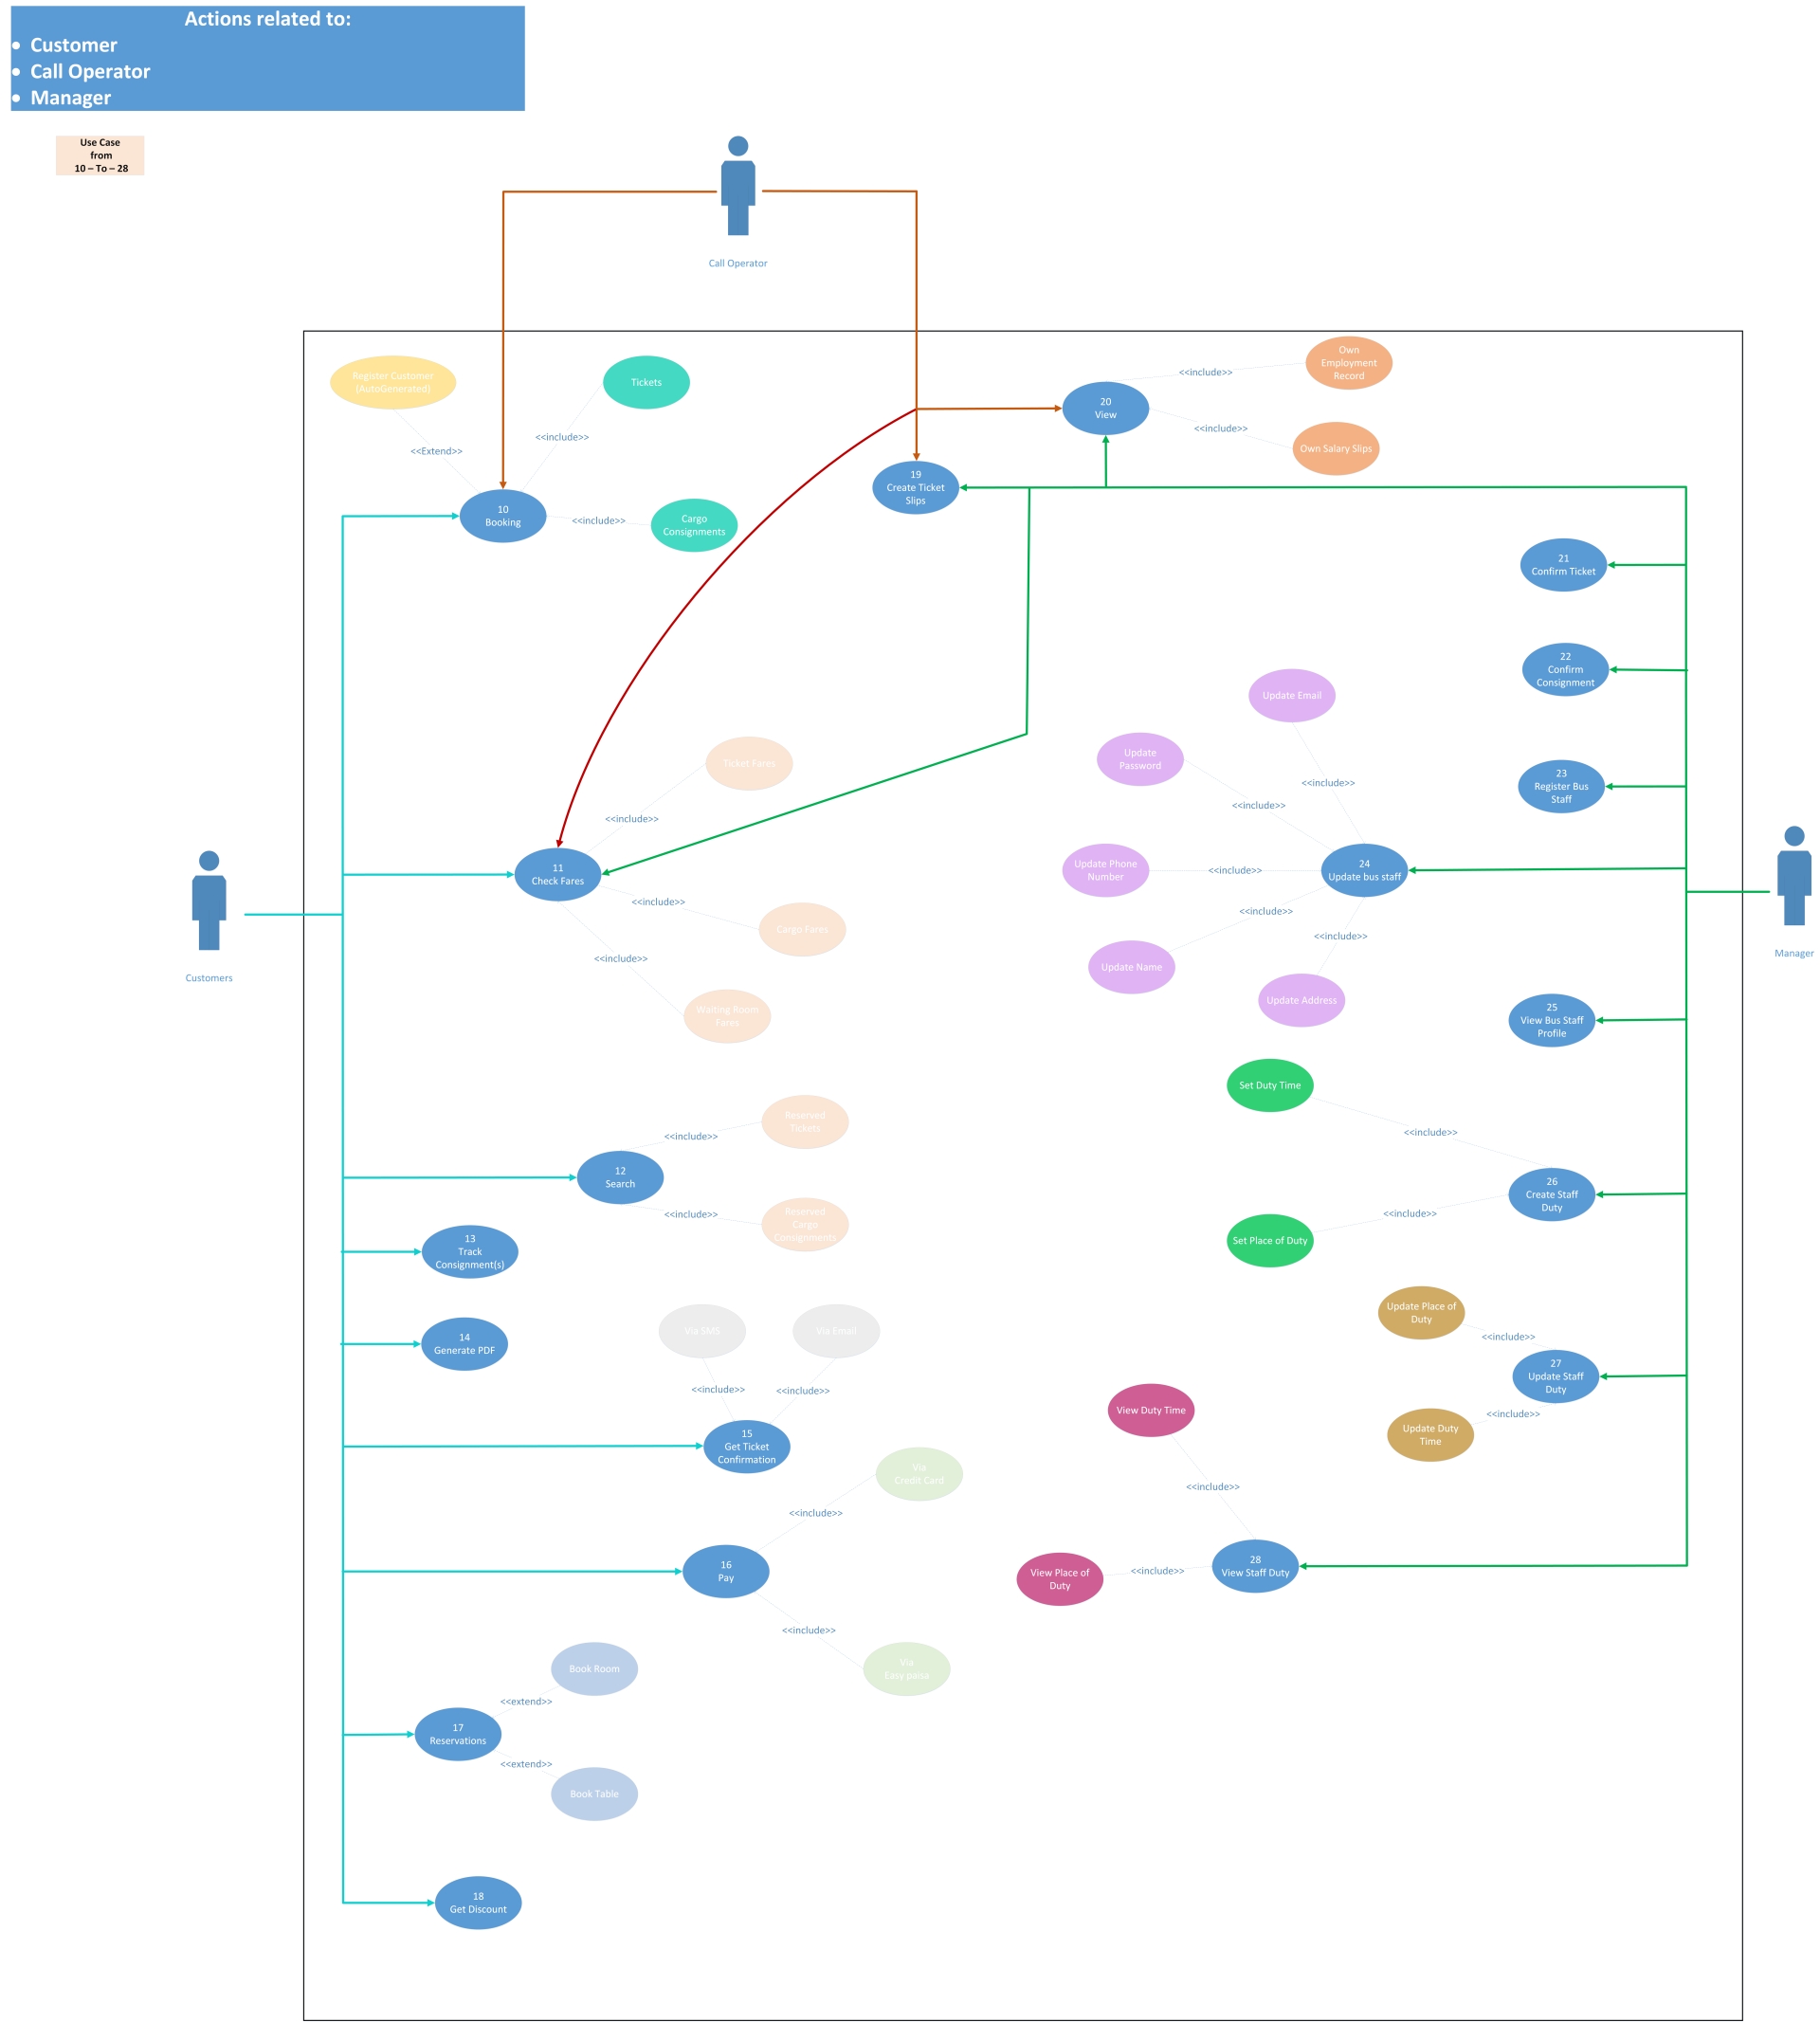 Actions related to:
• Customer
• Call Operator
• Manager
Use Case
from
10 – To – 28
Call Operator
Register Customer
(AutoGenerated)
Tickets
<<include>>
<<Extend>>
10
Booking
<<include>>
Cargo
Consignments
Own
Employment
Record
<<include>>
20
View
<<include>>
Own Salary Slips
19
Create Ticket
Slips
21
Confirm Ticket
22
Confirm
Consignment
Update Email
Update
Password
<<include>>
<<include>>
23
Register Bus
Staff
Ticket Fares
<<include>>
11
Check Fares
<<include>>
Cargo Fares
<<include>>
Waiting Room
Fares
Update Phone
Number
<<include>>
24
Update bus staff
<<include>>
<<include>>
Update Name
Update Address
Customers
Manager
25
View Bus Staff
Profile
Set Duty Time
<<include>>
26
Create Staff
Duty
<<include>>
Set Place of Duty
Reserved
Tickets
<<include>>
12
Search
<<include>>
Reserved
Cargo
Consignments
13
Track
Consignment(s)
14
Generate PDF
Via SMS
Via Email
<<include>>
<<include>>
15
Get Ticket
Confirmation
Update Place of
Duty
<<include>>
27
Update Staff
Duty
<<include>>
Update Duty
Time
View Duty Time
<<include>>
28
View Staff Duty
<<include>>
View Place of
Duty
Via
Credit Card
<<include>>
16
Pay
<<include>>
Via
Easy paisa
Book Room
<<extend>>
17
Reservations
<<extend>>
Book Table
18
Get Discount